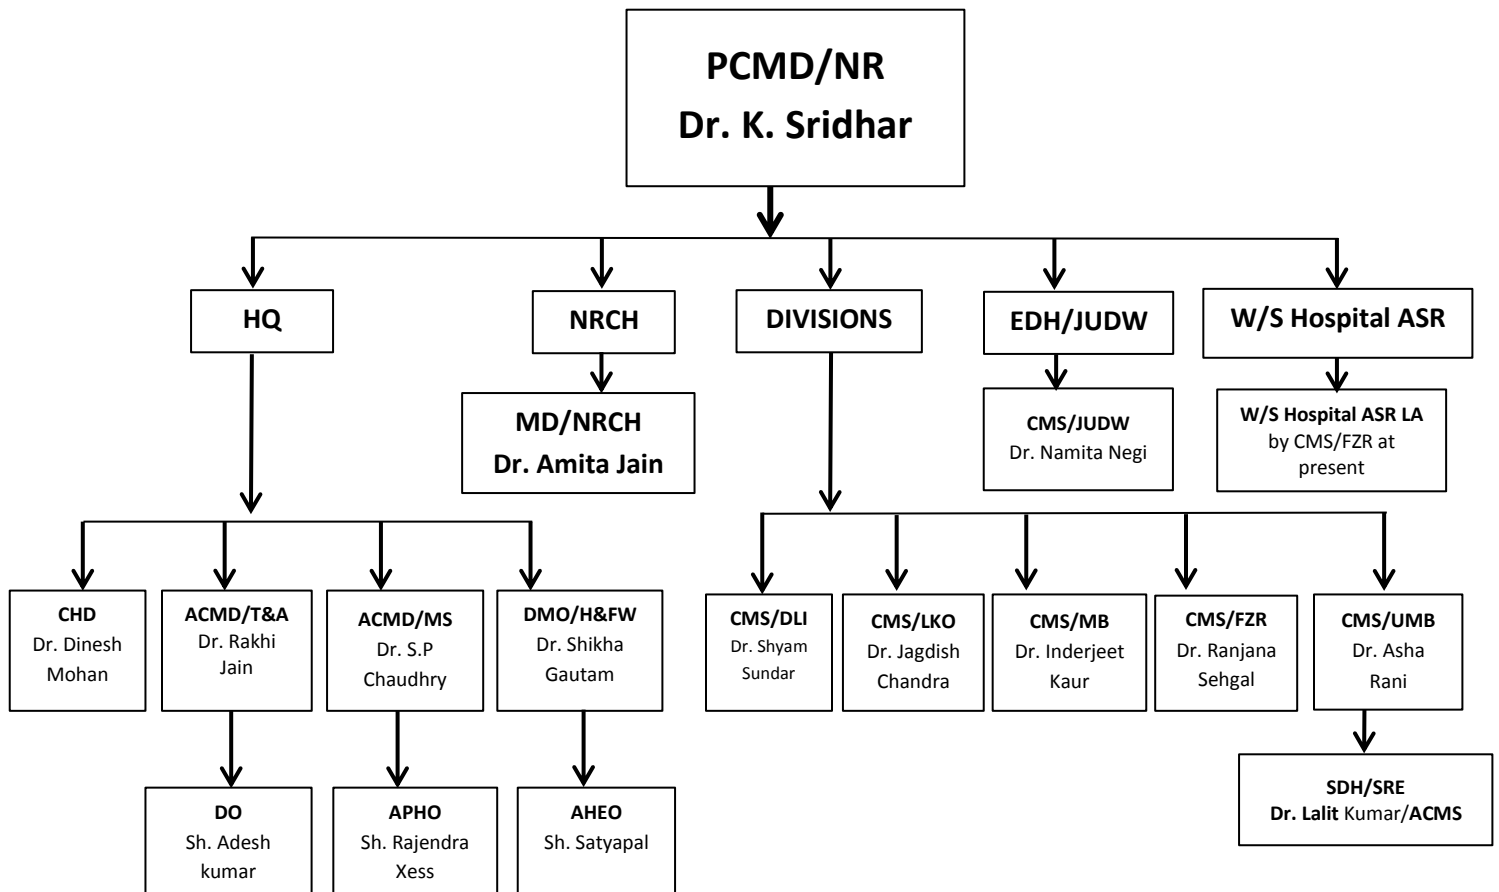 PCMD/NR
Dr. K. Sridhar
HQ
NRCH
DIVISIONS
EDH/JUDW
W/S Hospital ASR
MD/NRCH
Dr. Amita Jain
CMS/JUDW
Dr. Namita Negi
W/S Hospital ASR LA
by CMS/FZR at
present
CHD
Dr. Dinesh
Mohan
ACMD/T&A
Dr. Rakhi
Jain
ACMD/MS
Dr. S.P
Chaudhry
DMO/H&FW
Dr. Shikha
Gautam
CMS/DLI
Dr. Shyam
Sundar
CMS/LKO
Dr. Jagdish
Chandra
CMS/MB
Dr. Inderjeet
Kaur
CMS/FZR
Dr. Ranjana
Sehgal
CMS/UMB
Dr. Asha
Rani
DO
Sh. Adesh
kumar
APHO
Sh. Rajendra
Xess
AHEO
Sh. Satyapal
SDH/SRE
Dr. Lalit Kumar/ACMS